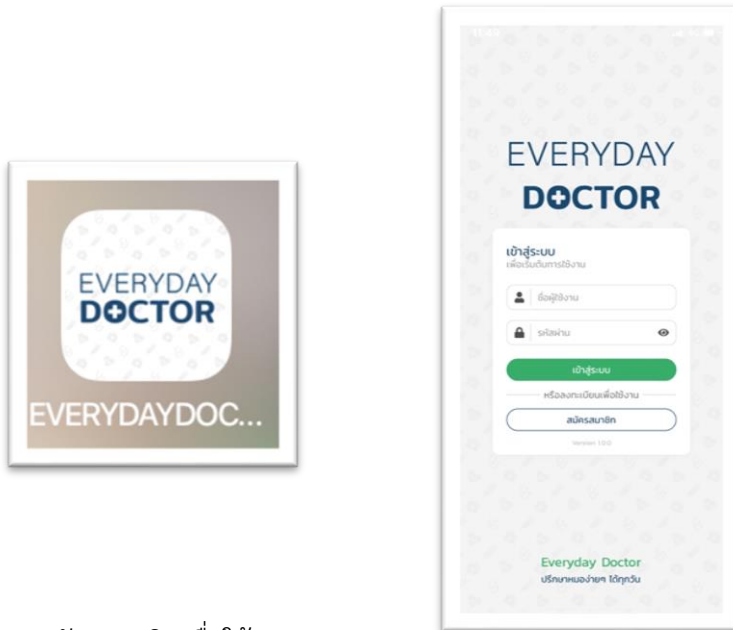 EVERYDAY
DOCTOR
EVERYDAYDOC...
EVERYDAY
DOCTOR
เข้าสู่ระบบ
เพื่อเริ่มต้นการใช้งาน
ชื่อผู้ใช้งาน
รหัสผ่าน
เข้าสู่ระบบ
หรือลงทะเบียนเพื่อใช้งาน
สมัครสมาชิก
Version 1.0.0
Everyday Doctor
ปรึกษาหมอง่ายๆ ได้ทุกวัน